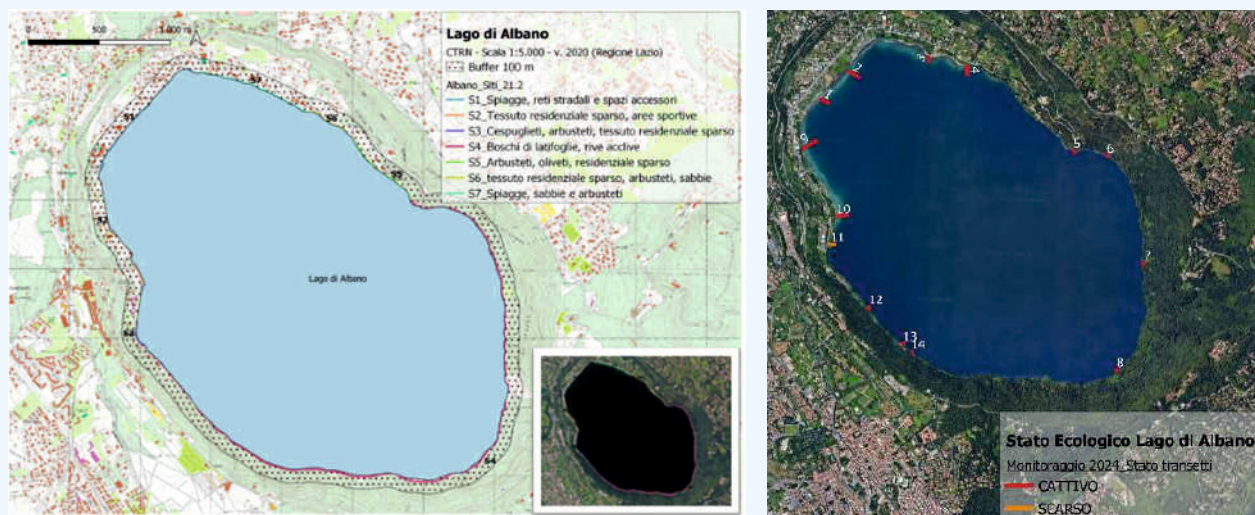 0 500 1.000 m
Lago di Albano
CTRN - Scala 1:5.000 - v. 2020 (Regione Lazio)
Buffer 100 m
Albano_Siti_21:2
S1_Spiagge, reti stradali e spazi accessori
S2_Tessuto residenziale sparso, aree sportive
S3_Cespuglieti, arbusteti, tessuto residenziale sparso
S4_Boschi di latifoglie, rive acclive
S5_Arbusteti, oliveti, residenziale sparso
S6_tessuto residenziale sparso, arbusteti, sabbie
S7_Spiagge, sabbie e arbusteti
S7
S1
S6
S5
S2
Lago di Albano
S3
S4
1
2
3
4
5
6
7
8
9
10
11
12
13
14
Stato Ecologico Lago di Albano
Monitoraggio 2024_Stato transetti
CATTIVO
SCARSO